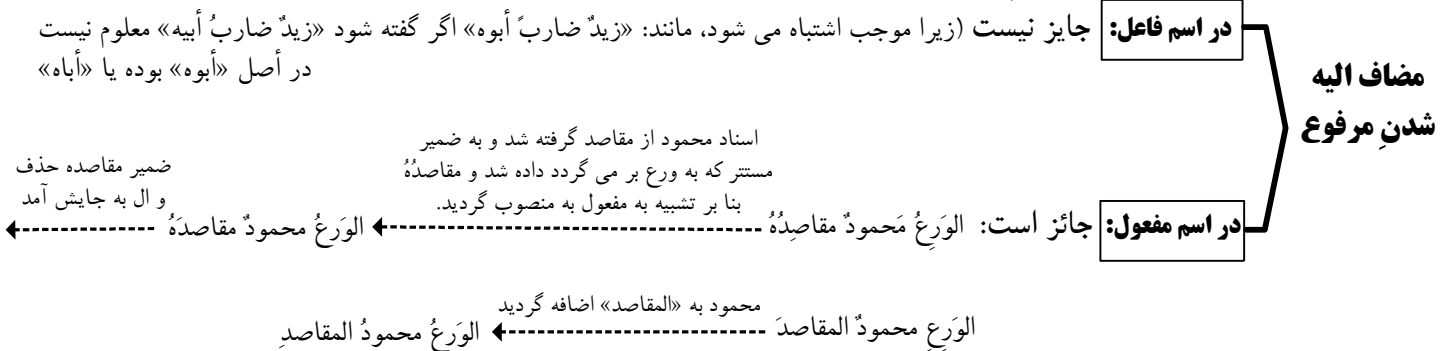 مضاف الیه
شدنِ مرفوع
در اسم فاعل: جایز نیست (زیرا موجب اشتباه می شود، مانند: «زیدٌ ضاربً أبوه» اگر گفته شود «زیدٌ ضاربُ أبیه» معلوم نیست
در أصل «أبوه» بوده یا «أباه»
اسناد محمود از مقاصد گرفته شد و به ضمیر
مستتر که به ورع بر می گردد داده شد و مقاصدُهُ
بنا بر تشبیه به مفعول به منصوب گردید.
ضمیر مقاصده حذف
و ال به جایش آمد
در اسم مفعول: جائز است: الوَرِعُ مَحمودٌ مقاصِدُهُ الوَرِعُ محمودٌ مقاصدَهُ
محمود به «المقاصد» اضافه گردید
الوَرِعِ محمودٌ المقاصدَ الوَرِعُ محمودُ المقاصدِ